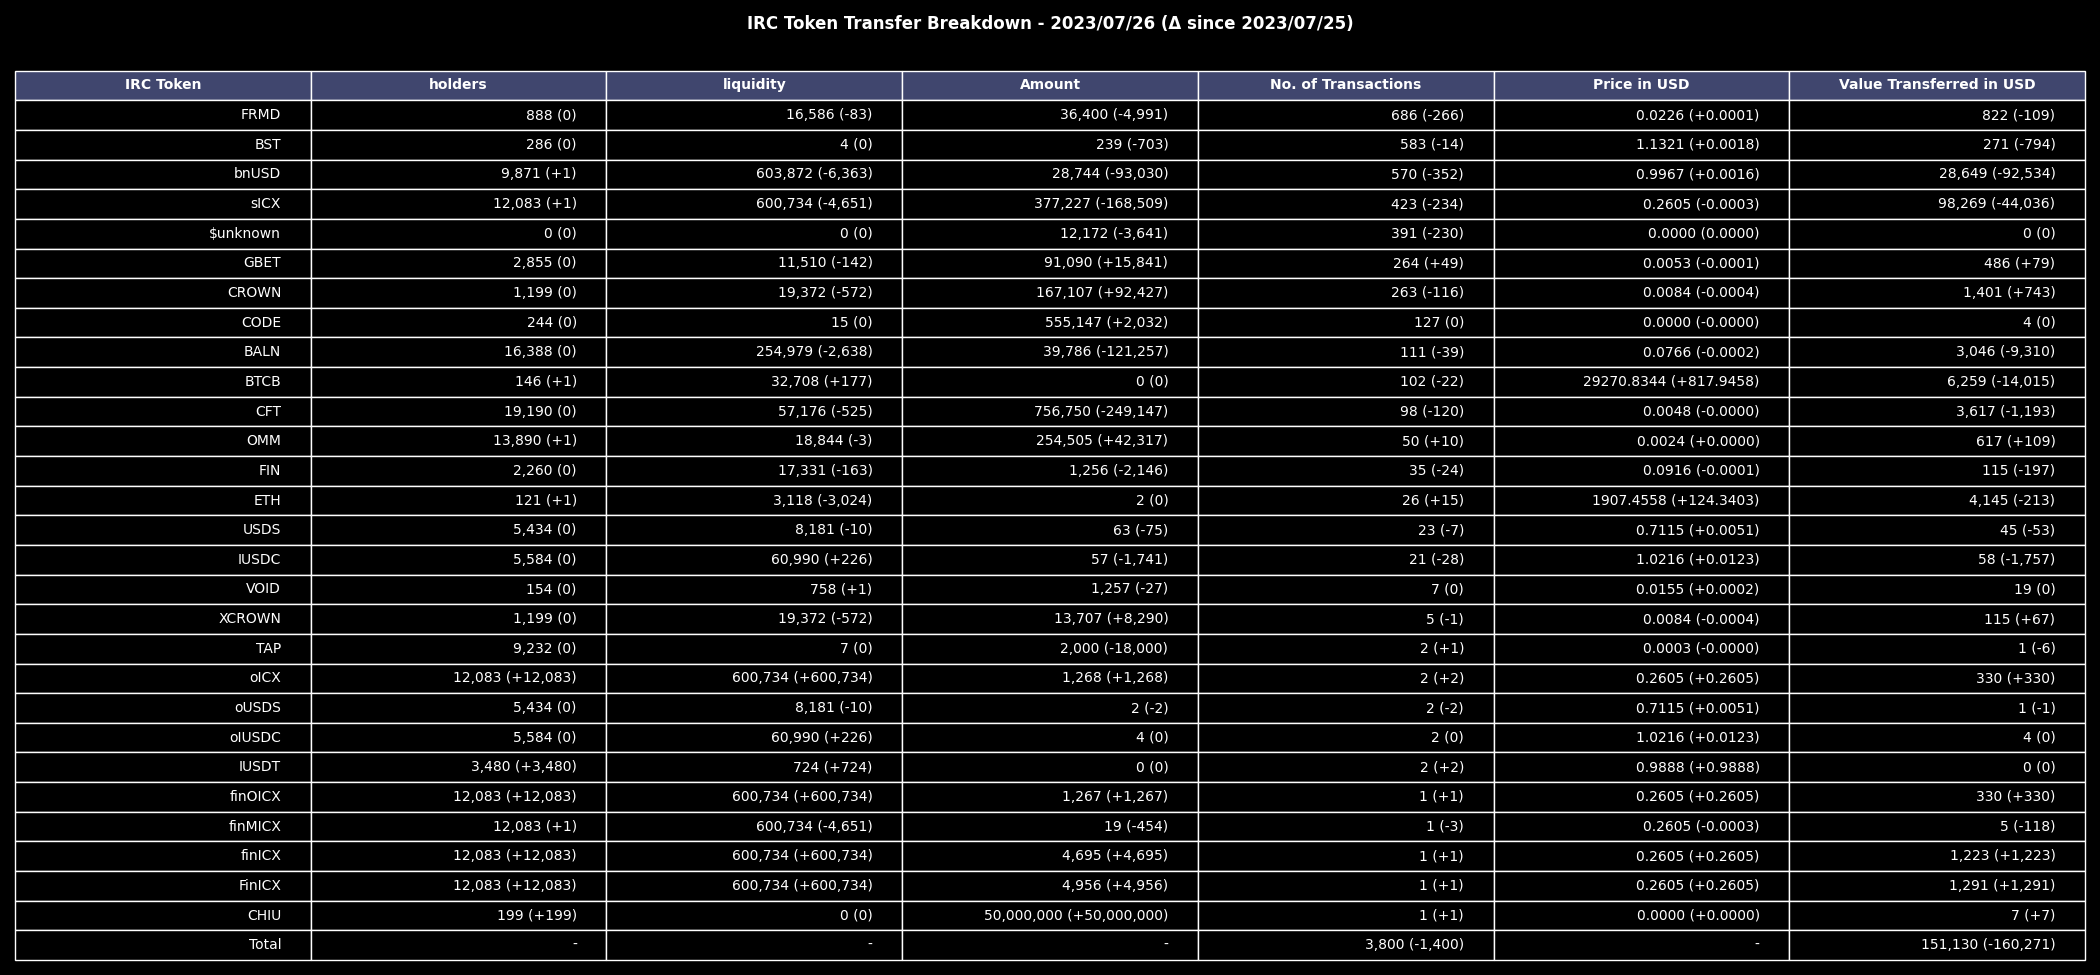 IRC Token Transfer Breakdown - 2023/07/26 (Δ since 2023/07/25)
IRC Token holders liquidity Amount No. of Transactions Price in USD Value Transferred in USD
FRMD 888 (0) 16,586 (-83) 36,400 (-4,991) 686 (-266) 0.0226 (+0.0001) 822 (-109)
BST 286 (0) 4 (0) 239 (-703) 583 (-14) 1.1321 (+0.0018) 271 (-794)
bnUSD 9,871 (+1) 603,872 (-6,363) 28,744 (-93,030) 570 (-352) 0.9967 (+0.0016) 28,649 (-92,534)
sICX 12,083 (+1) 600,734 (-4,651) 377,227 (-168,509) 423 (-234) 0.2605 (-0.0003) 98,269 (-44,036)
$unknown 0 (0) 0 (0) 12,172 (-3,641) 391 (-230) 0.0000 (0.0000) 0 (0)
GBET 2,855 (0) 11,510 (-142) 91,090 (+15,841) 264 (+49) 0.0053 (-0.0001) 486 (+79)
CROWN 1,199 (0) 19,372 (-572) 167,107 (+92,427) 263 (-116) 0.0084 (-0.0004) 1,401 (+743)
CODE 244 (0) 15 (0) 555,147 (+2,032) 127 (0) 0.0000 (-0.0000) 4 (0)
BALN 16,388 (0) 254,979 (-2,638) 39,786 (-121,257) 111 (-39) 0.0766 (-0.0002) 3,046 (-9,310)
BTCB 146 (+1) 32,708 (+177) 0 (0) 102 (-22) 29270.8344 (+817.9458) 6,259 (-14,015)
CFT 19,190 (0) 57,176 (-525) 756,750 (-249,147) 98 (-120) 0.0048 (-0.0000) 3,617 (-1,193)
OMM 13,890 (+1) 18,844 (-3) 254,505 (+42,317) 50 (+10) 0.0024 (+0.0000) 617 (+109)
FIN 2,260 (0) 17,331 (-163) 1,256 (-2,146) 35 (-24) 0.0916 (-0.0001) 115 (-197)
ETH 121 (+1) 3,118 (-3,024) 2 (0) 26 (+15) 1907.4558 (+124.3403) 4,145 (-213)
USDS 5,434 (0) 8,181 (-10) 63 (-75) 23 (-7) 0.7115 (+0.0051) 45 (-53)
IUSDC 5,584 (0) 60,990 (+226) 57 (-1,741) 21 (-28) 1.0216 (+0.0123) 58 (-1,757)
VOID 154 (0) 758 (+1) 1,257 (-27) 7 (0) 0.0155 (+0.0002) 19 (0)
XCROWN 1,199 (0) 19,372 (-572) 13,707 (+8,290) 5 (-1) 0.0084 (-0.0004) 115 (+67)
TAP 9,232 (0) 7 (0) 2,000 (-18,000) 2 (+1) 0.0003 (-0.0000) 1 (-6)
oICX 12,083 (+12,083) 600,734 (+600,734) 1,268 (+1,268) 2 (+2) 0.2605 (+0.2605) 330 (+330)
oUSDS 5,434 (0) 8,181 (-10) 2 (-2) 2 (-2) 0.7115 (+0.0051) 1 (-1)
oIUSDC 5,584 (0) 60,990 (+226) 4 (0) 2 (0) 1.0216 (+0.0123) 4 (0)
IUSDT 3,480 (+3,480) 724 (+724) 0 (0) 2 (+2) 0.9888 (+0.9888) 0 (0)
finOICX 12,083 (+12,083) 600,734 (+600,734) 1,267 (+1,267) 1 (+1) 0.2605 (+0.2605) 330 (+330)
finMICX 12,083 (+1) 600,734 (-4,651) 19 (-454) 1 (-3) 0.2605 (-0.0003) 5 (-118)
finICX 12,083 (+12,083) 600,734 (+600,734) 4,695 (+4,695) 1 (+1) 0.2605 (+0.2605) 1,223 (+1,223)
FinICX 12,083 (+12,083) 600,734 (+600,734) 4,956 (+4,956) 1 (+1) 0.2605 (+0.2605) 1,291 (+1,291)
CHIU 199 (+199) 0 (0) 50,000,000 (+50,000,000) 1 (+1) 0.0000 (+0.0000) 7 (+7)
Total - - - 3,800 (-1,400) - 151,130 (-160,271)